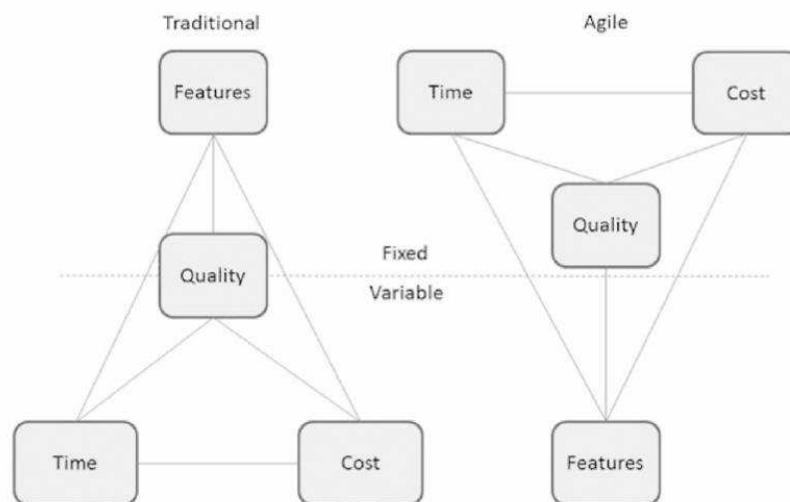 Traditional
Agile
Features
Time
Cost
Quality
Quality
Fixed
Variable
Time
Cost
Features